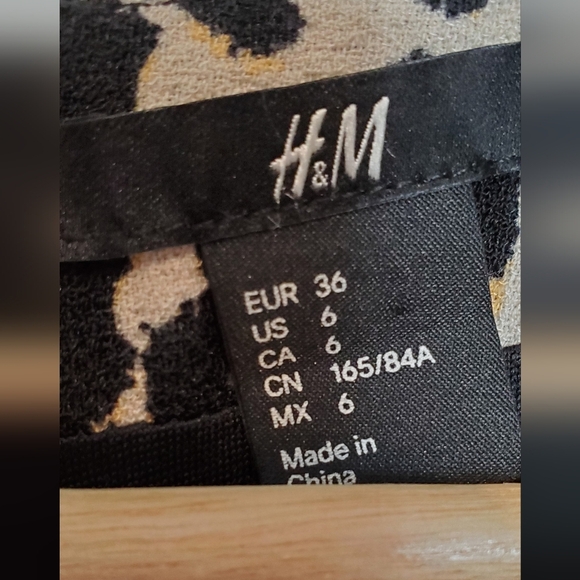 H&M
EUR 36
US 6
CA 6
CN 165/84A
MX 6
Made in
China